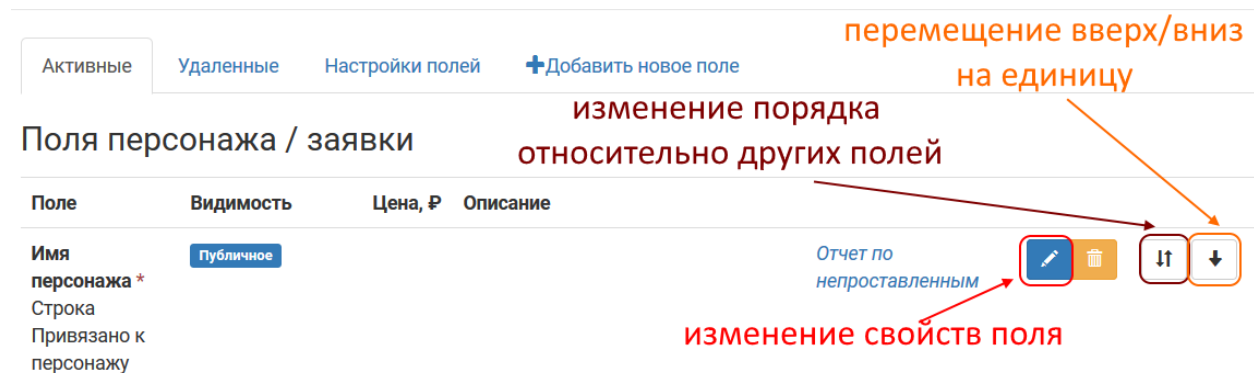 перемещение вверх/вниз
на единицу
Активные Удаленные Настройки полей Добавить новое поле
изменение порядка
относительно других полей
Поля персонажа / заявки
Поле Видимость Цена, ₽ Описание
Имя
персонажа *
Строка
Привязано к
персонажу
Публичное
Отчет по
непроставленным
изменение свойств поля